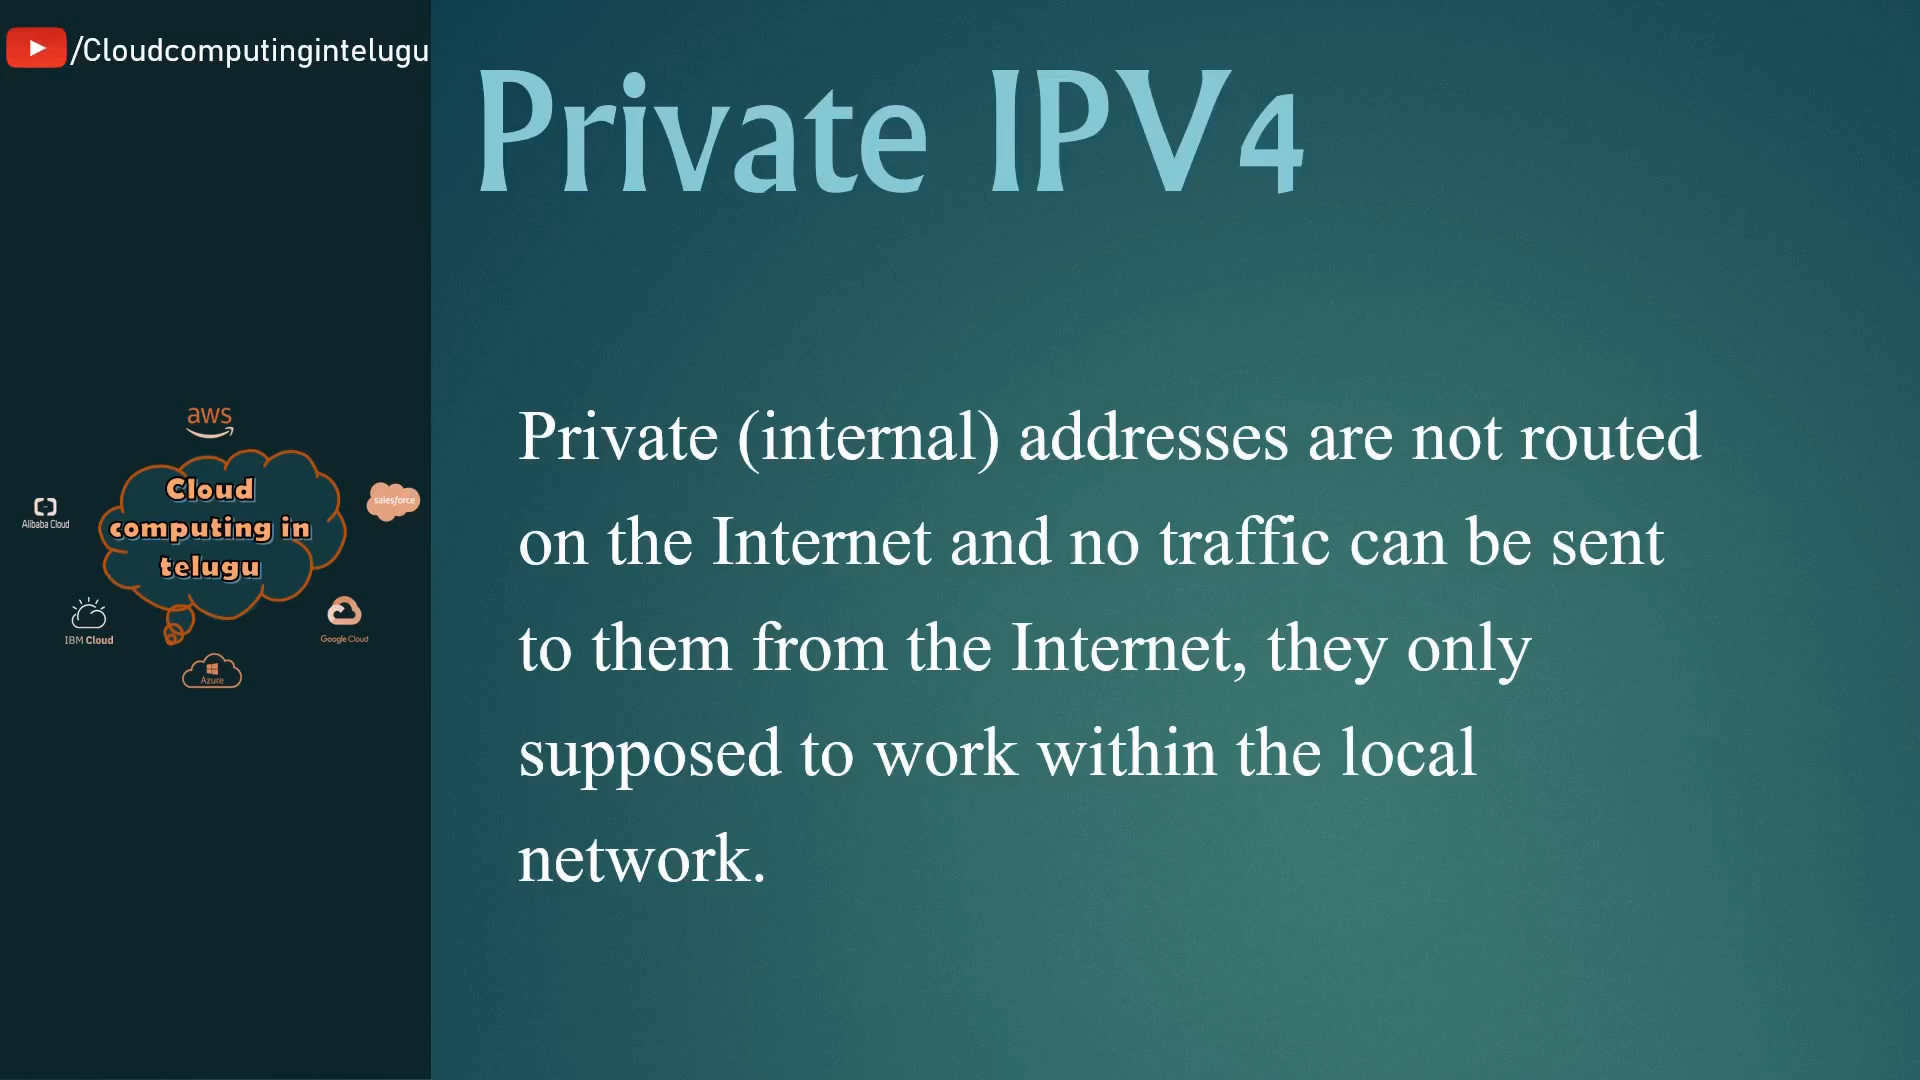 /Cloudcomputingintelugu
Private IPV4
aws
Cloud
computing in
telugu
Alibaba Cloud
salesforce
IBM Cloud
Google Cloud
Azure
Private (internal) addresses are not routed
on the Internet and no traffic can be sent
to them from the Internet, they only
supposed to work within the local
network.